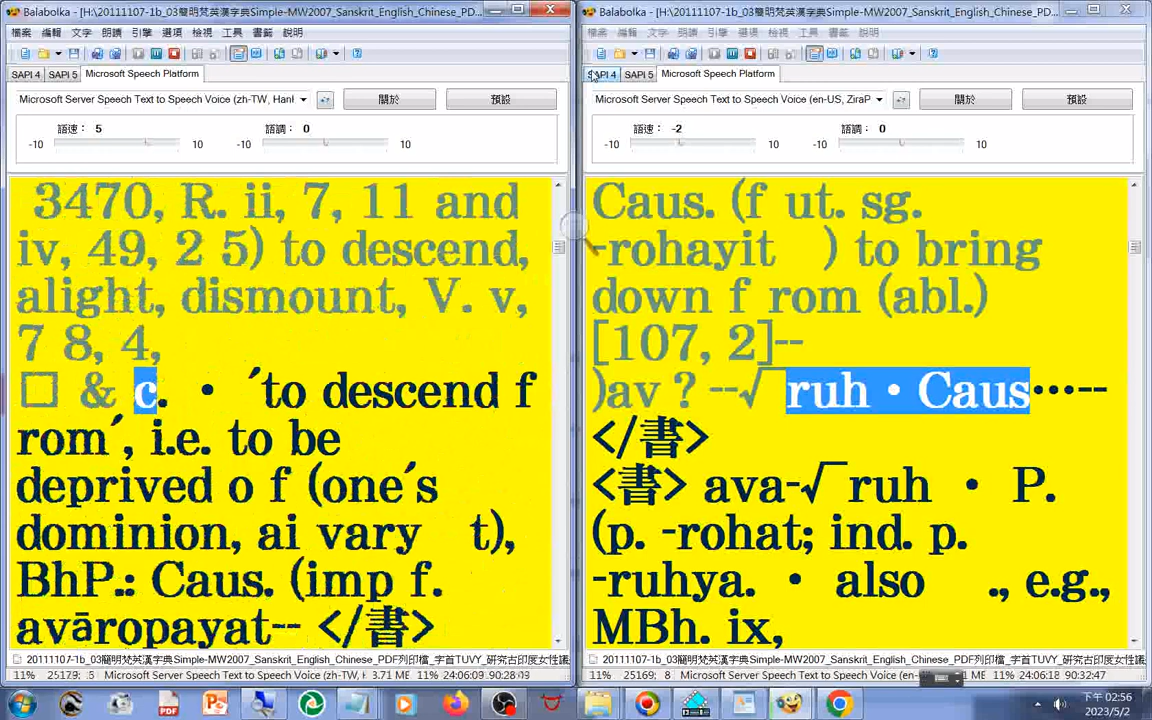 Balabolka - [H:\20111107-1b_03簡明梵英漢字典Simple-MW2007_Sanskrit_English_Chinese_PD...
檔案 編輯 文字 朗讀 引擎 選項 檢視 工具 書籤 說明
SAPI 4 SAPI 5 Microsoft Speech Platform
Microsoft Server Speech Text to Speech Voice (zh-TW, Hanl 關於 預設
語速： 5 語調： 0
-10 10 -10 10
3470, R. ii, 7, 11 and
iv, 49, 2 5) to descend,
alight, dismount, V. v,
7 8, 4,
□ & c. • ´to descend f
rom´, i.e. to be
deprived o f (one´s
dominion, ai vary t),
BhP.: Caus. (imp f.
avāropayat-- </書>
20111107-1b_03簡明梵英漢字典Simple-MW2007_Sanskrit_English_Chinese_PDF列印檔_字首TUVY_研究古印度女性議
11% 25179: 5 Microsoft Speech Text to Speech Voice (zh-TW, H 3.71 ME 11% 24:06:09 90:28:09
Balabolka - [H:\20111107-1b_03簡明梵英漢字典Simple-MW2007_Sanskrit_English_Chinese_PD...
檔案 編輯 文字 朗讀 引擎 選項 檢視 工具 書籤 說明
SAPI 4 SAPI 5 Microsoft Speech Platform
Microsoft Server Speech Text to Speech Voice (en-US, ZiraP 關於 預設
語速： -2 語調： 0
-10 10 -10 10
Caus. (f ut. sg.
-rohayit ) to bring
down f rom (abl.)
[107, 2]--
)av ? --√ ruh • Caus…--
</書>
<書> ava-√ ruh • P.
(p. -rohat; ind. p.
-ruhya. • also ., e.g.,
MBh. ix,
20111107-1b_03簡明梵英漢字典Simple-MW2007_Sanskrit_English_Chinese_PDF列印檔_字首TUVY_研究古印度女性議
11% 25169: 8 Microsoft Server Speech Text to Speech Voice (en-US, Zira 11% 24:06:18 90:32:47
下午 02:56
2023/5/2